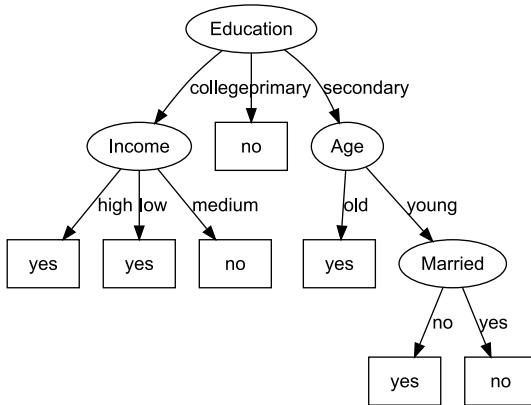 Education
college primary secondary
Income no Age
high low medium old young
yes yes no yes Married
no yes
yes no